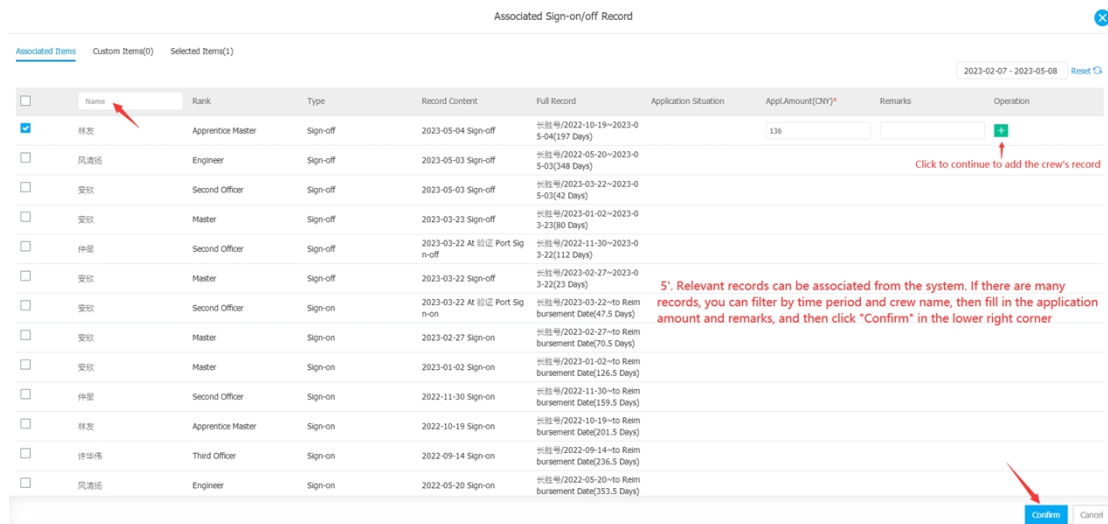 Associated Sign-on/off Record
Associated Items Custom Items(0) Selected Items(1)
2023-02-07 - 2023-05-08 Reset
Name Rank Type Record Content Full Record Application Situation Appl.Amount(CNY)* Remarks Operation
林友 Apprentice Master Sign-off 2023-05-04 Sign-off 长胜号/2022-10-19~2023-0
5-04(197 Days) 136
Click to continue to add the crew's record
风清扬 Engineer Sign-off 2023-05-03 Sign-off 长胜号/2022-05-20~2023-0
5-03(348 Days)
安欣 Second Officer Sign-off 2023-05-03 Sign-off 长胜号/2023-03-22~2023-0
5-03(42 Days)
安欣 Master Sign-off 2023-03-23 Sign-off 长胜号/2023-01-02~2023-0
3-23(80 Days)
仲星 Second Officer Sign-off 2023-03-22 At 验证 Port Sig
n-off 长胜号/2022-11-30~2023-0
3-22(112 Days)
安欣 Master Sign-off 2023-03-22 Sign-off 长胜号/2023-02-27~2023-0
3-22(23 Days)
5'. Relevant records can be associated from the system. If there are many
records, you can filter by time period and crew name, then fill in the application
amount and remarks, and then click "Confirm" in the lower right corner
安欣 Second Officer Sign-on 2023-03-22 At 验证 Port Sig
n-on 长胜号/2023-03-22~to Reim
bursement Date(47.5 Days)
安欣 Master Sign-on 2023-02-27 Sign-on 长胜号/2023-02-27~to Reim
bursement Date(70.5 Days)
安欣 Master Sign-on 2023-01-02 Sign-on 长胜号/2023-01-02~to Reim
bursement Date(126.5 Days)
仲星 Second Officer Sign-on 2022-11-30 Sign-on 长胜号/2022-11-30~to Reim
bursement Date(159.5 Days)
林友 Apprentice Master Sign-on 2022-10-19 Sign-on 长胜号/2022-10-19~to Reim
bursement Date(201.5 Days)
许华伟 Third Officer Sign-on 2022-09-14 Sign-on 长胜号/2022-09-14~to Reim
bursement Date(236.5 Days)
风清扬 Engineer Sign-on 2022-05-20 Sign-on 长胜号/2022-05-20~to Reim
bursement Date(353.5 Days)
Confirm Cancel